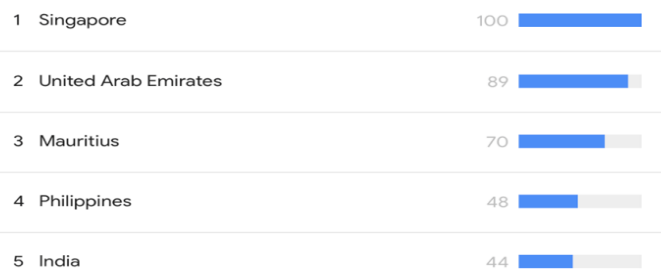 1 Singapore 100
2 United Arab Emirates 89
3 Mauritius 70
4 Philippines 48
5 India 44